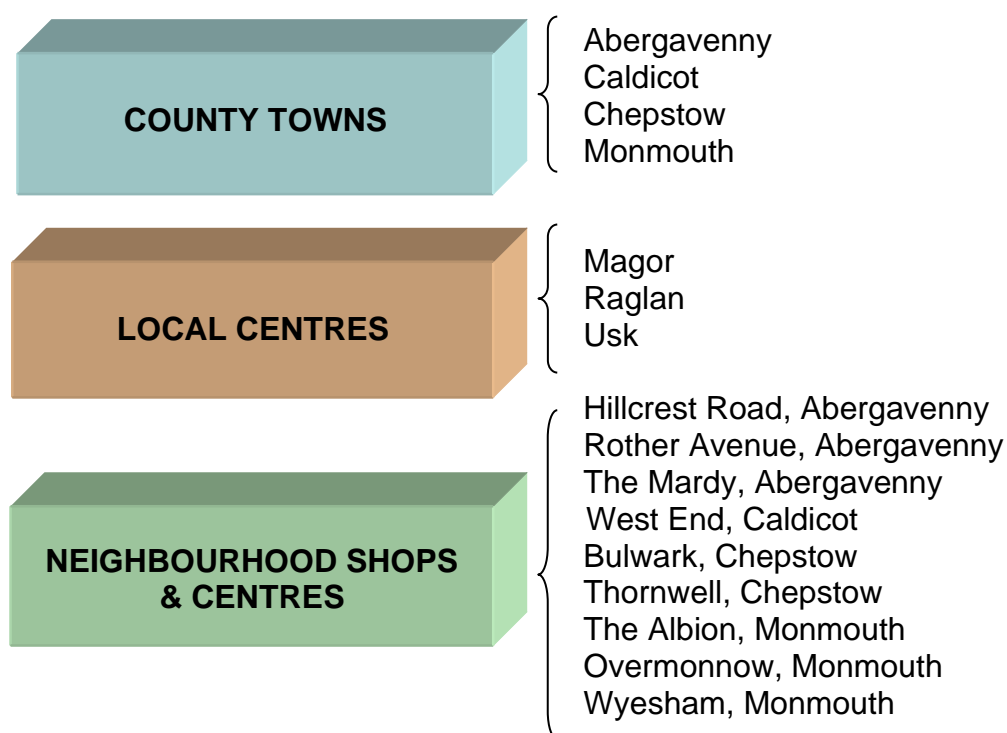 COUNTY TOWNS
Abergavenny
Caldicot
Chepstow
Monmouth
LOCAL CENTRES
Magor
Raglan
Usk
NEIGHBOURHOOD SHOPS
& CENTRES
Hillcrest Road, Abergavenny
Rother Avenue, Abergavenny
The Mardy, Abergavenny
West End, Caldicot
Bulwark, Chepstow
Thornwell, Chepstow
The Albion, Monmouth
Overmonnow, Monmouth
Wyesham, Monmouth